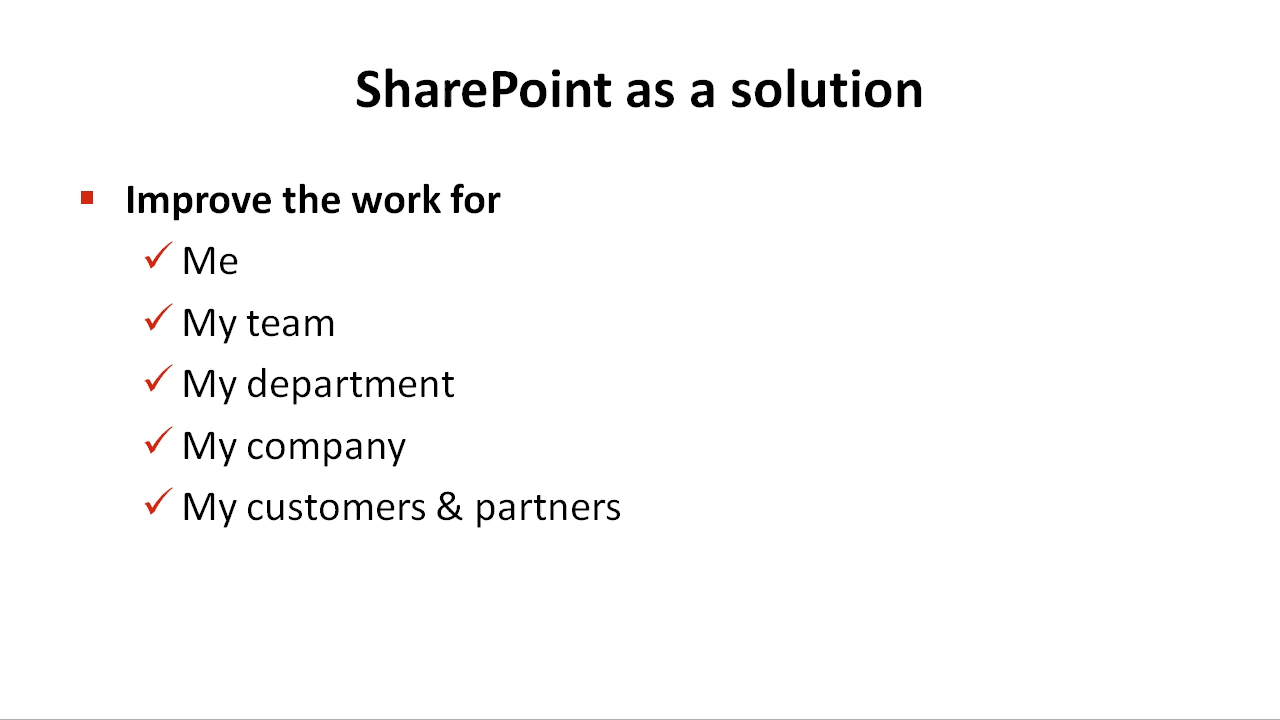 SharePoint as a solution
Improve the work for
Me
My team
My department
My company
My customers & partners